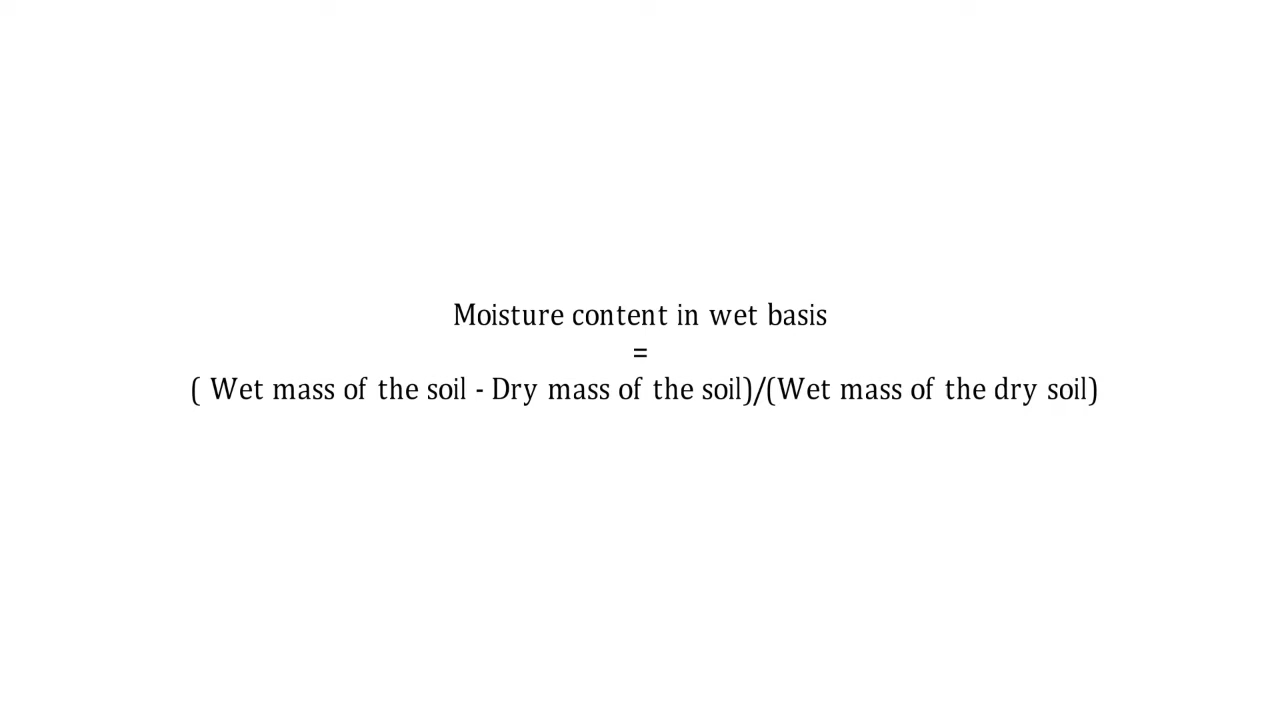 Moisture content in wet basis
=
( Wet mass of the soil - Dry mass of the soil)/(Wet mass of the dry soil)